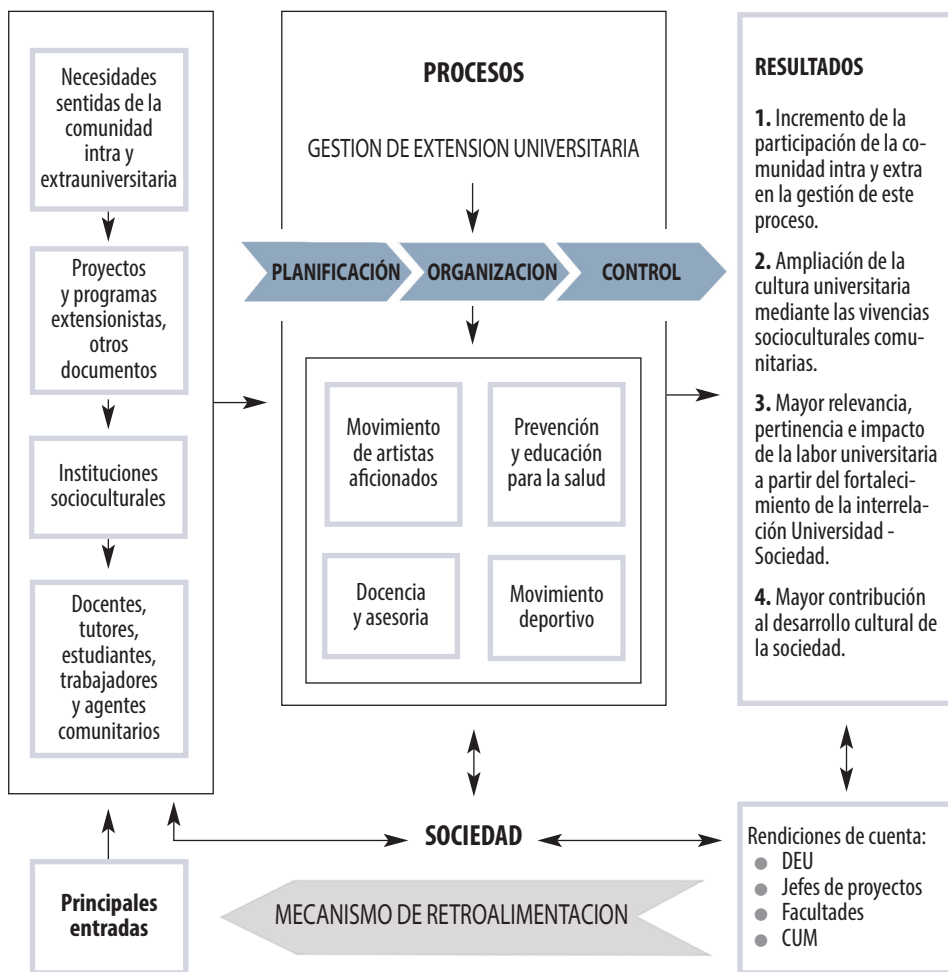 Necesidades
sentidas de la
comunidad
intra y
extrauniversitaria
Proyectos
y programas
extensionistas,
otros
documentos
Instituciones
socioculturales
Docentes,
tutores,
estudiantes,
trabajadores
y agentes
comunitarios
Principales
entradas
PROCESOS
GESTION DE EXTENSION UNIVERSITARIA
PLANIFICACIÓN
ORGANIZACION
CONTROL
Movimiento
de artistas
aficionados
Prevención
y educación
para la salud
Docencia
y asesoria
Movimiento
deportivo
SOCIEDAD
MECANISMO DE RETROALIMENTACION
RESULTADOS
1. Incremento de la
participación de la co-
munidad intra y extra
en la gestión de este
proceso.
2. Ampliación de la
cultura universitaria
mediante las vivencias
socioculturales comu-
nitarias.
3. Mayor relevancia,
pertinencia e impacto
de la labor universitaria
a partir del fortaleci-
miento de la interrela-
ción Universidad -
Sociedad.
4. Mayor contribución
al desarrollo cultural de
la sociedad.
Rendiciones de cuenta:
● DEU
● Jefes de proyectos
● Facultades
● CUM